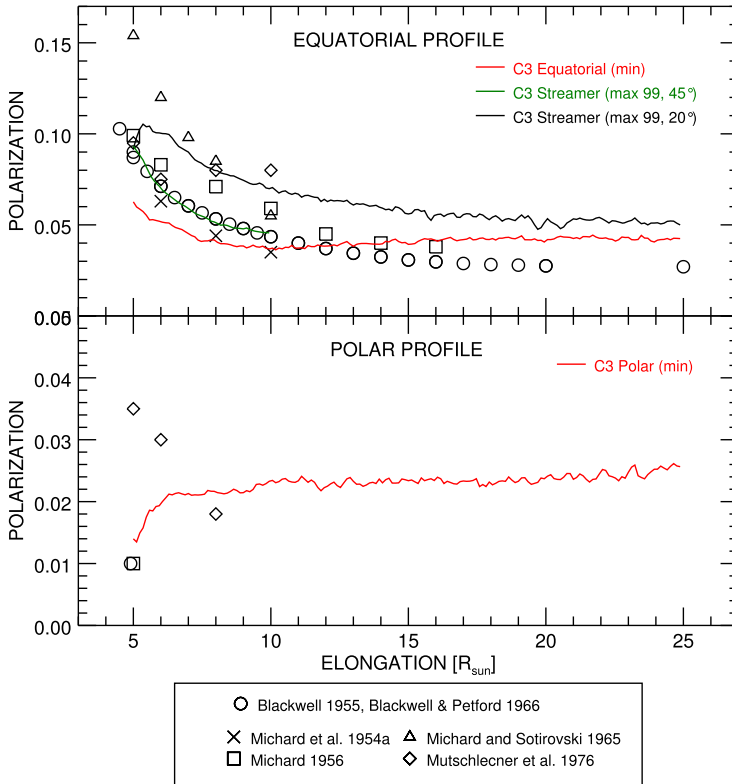 EQUATORIAL PROFILE
C3 Equatorial (min)
C3 Streamer (max 99, 45°)
C3 Streamer (max 99, 20°)
POLARIZATION
0.15
0.10
0.05
0.00
0.05
POLAR PROFILE
C3 Polar (min)
POLARIZATION
0.04
0.03
0.02
0.01
0.00
5 10 15 20 25
ELONGATION [Rsun]
Blackwell 1955, Blackwell & Petford 1966
Michard et al. 1954a
Michard and Sotirovski 1965
Michard 1956
Mutschlecner et al. 1976